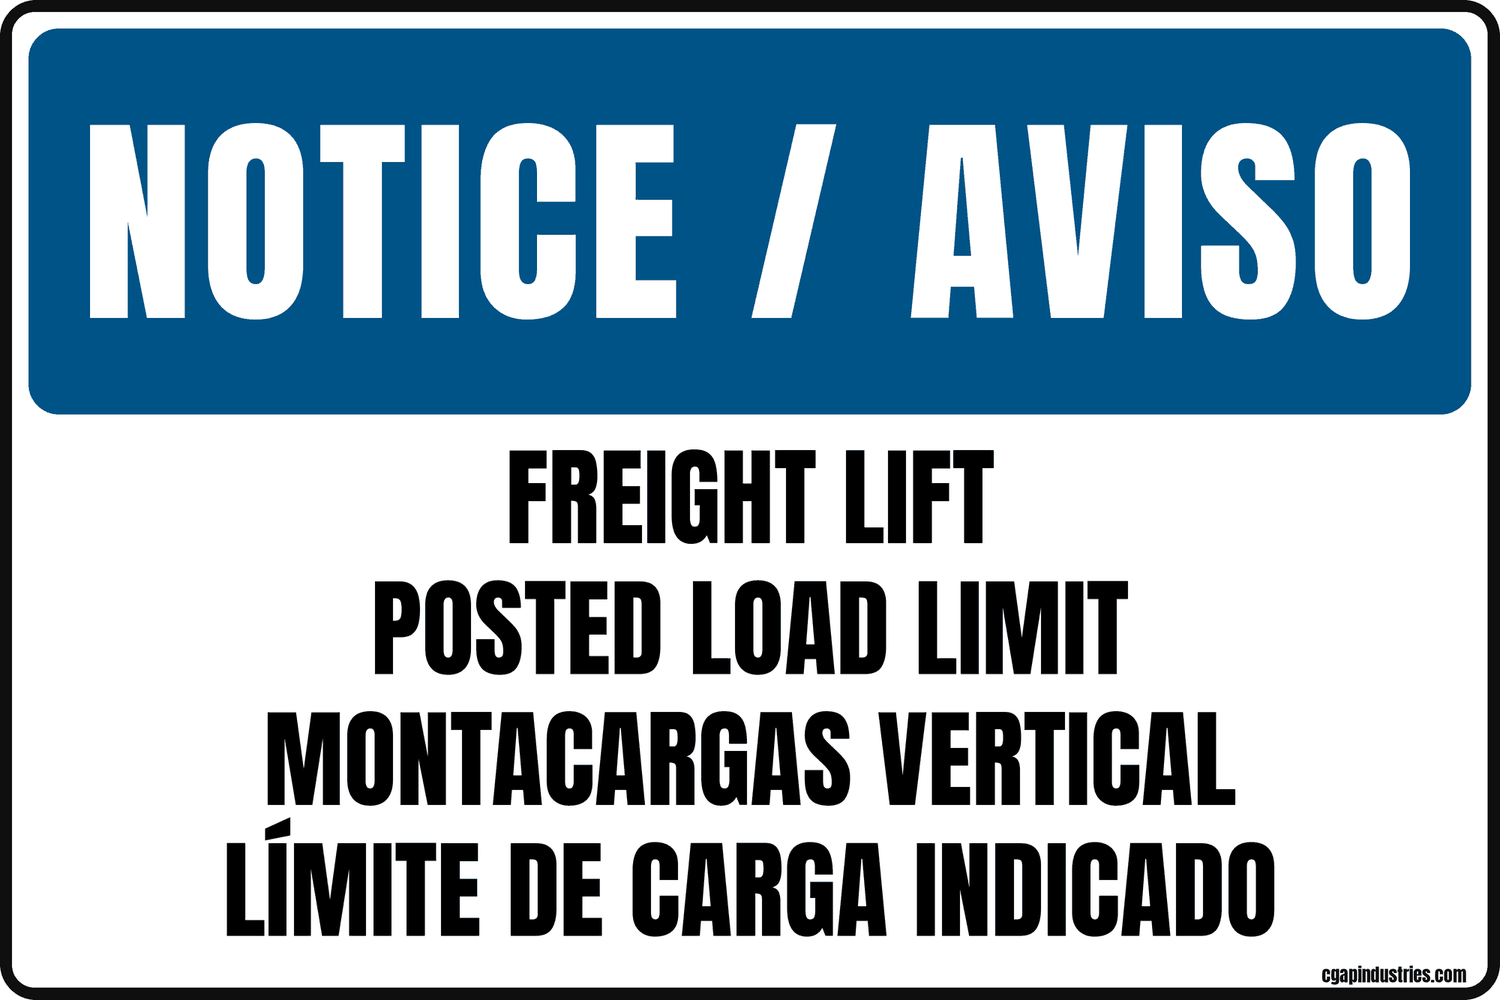 NOTICE / AVISO
FREIGHT LIFT
POSTED LOAD LIMIT
MONTACARGAS VERTICAL
LÍMITE DE CARGA INDICADO
cgapindustries.com